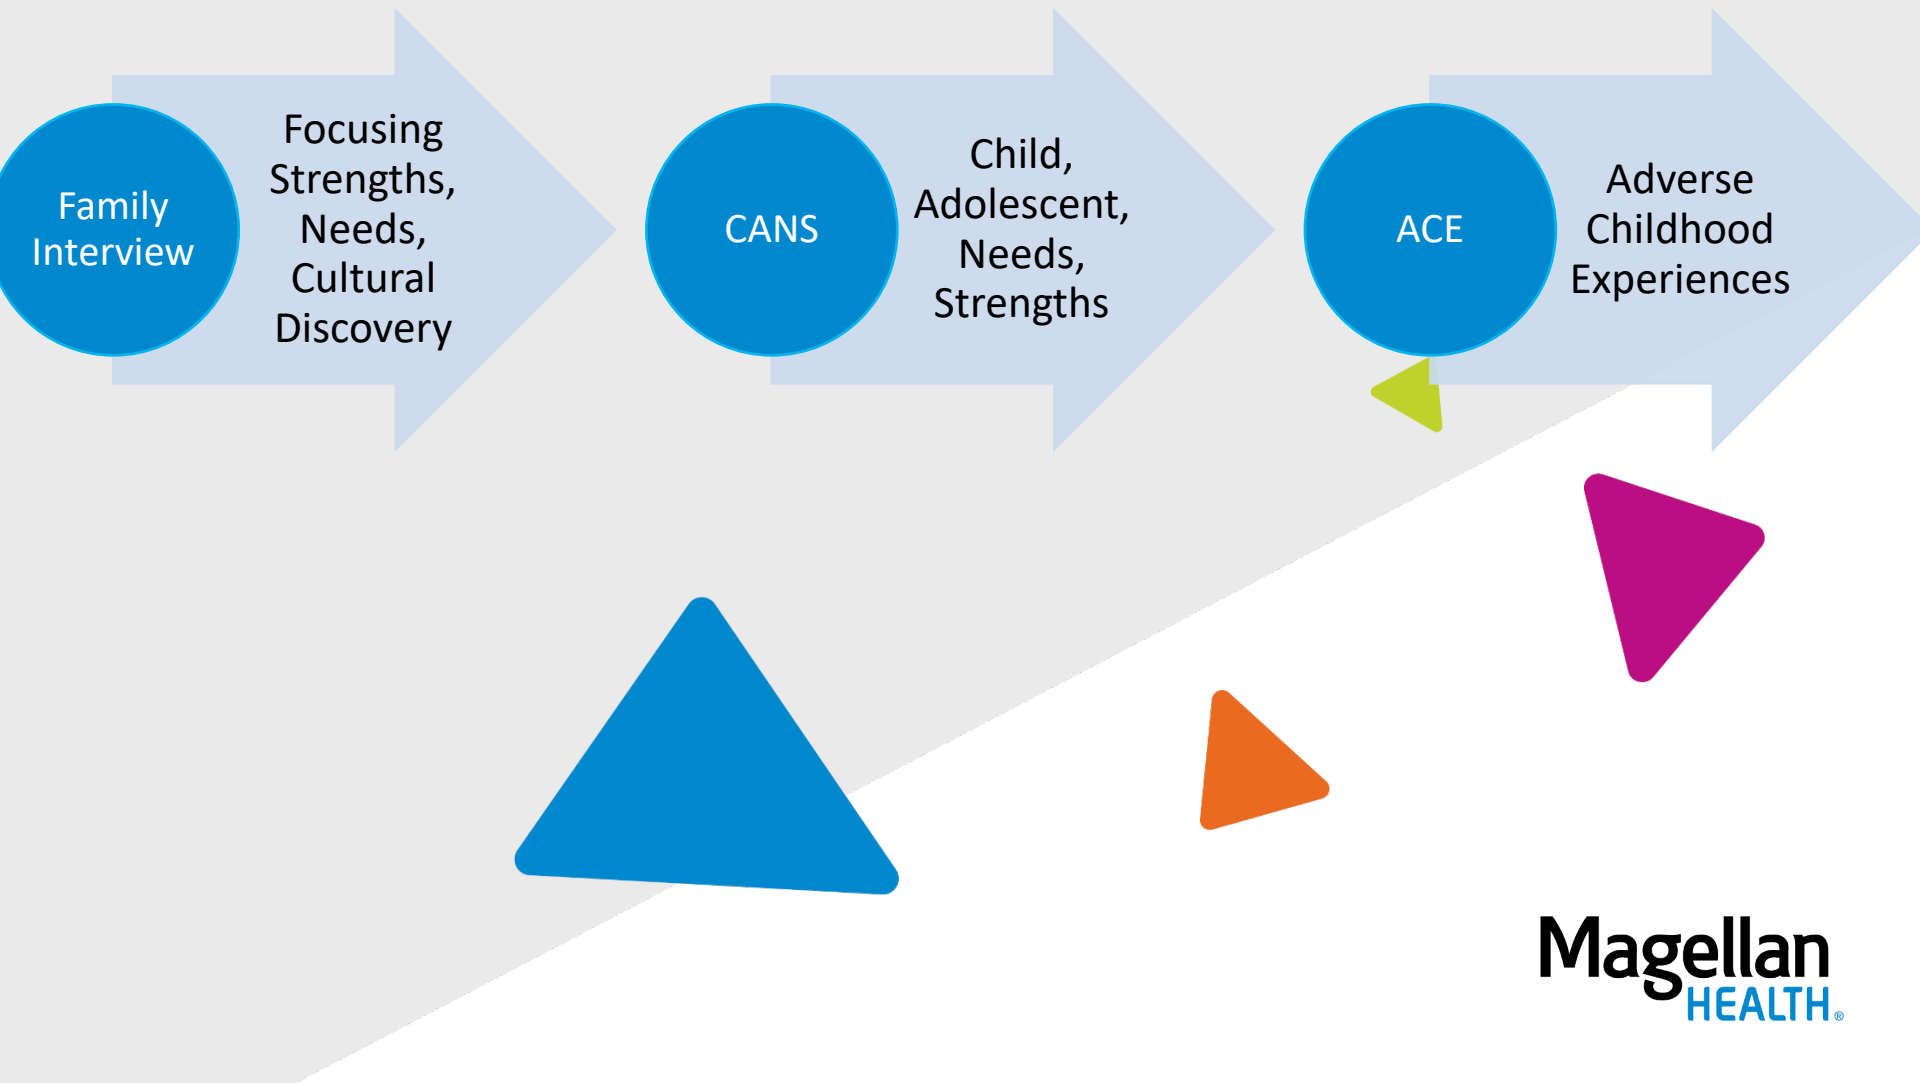 Family
Interview
Focusing
Strengths,
Needs,
Cultural
Discovery
CANS
Child,
Adolescent,
Needs,
Strengths
ACE
Adverse
Childhood
Experiences
Magellan
HEALTH®